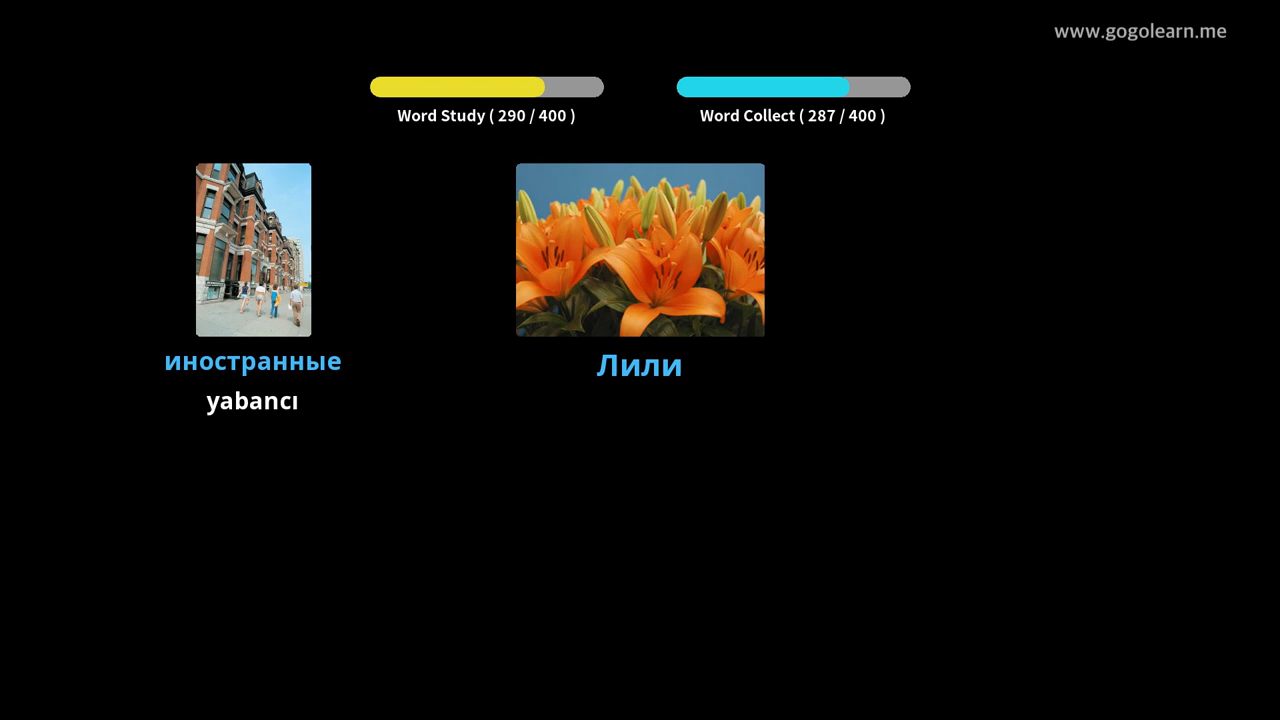 www.gogolearn.me
Word Study ( 290 / 400 )
Word Collect ( 287 / 400 )
иностранные
yabancı
Лили